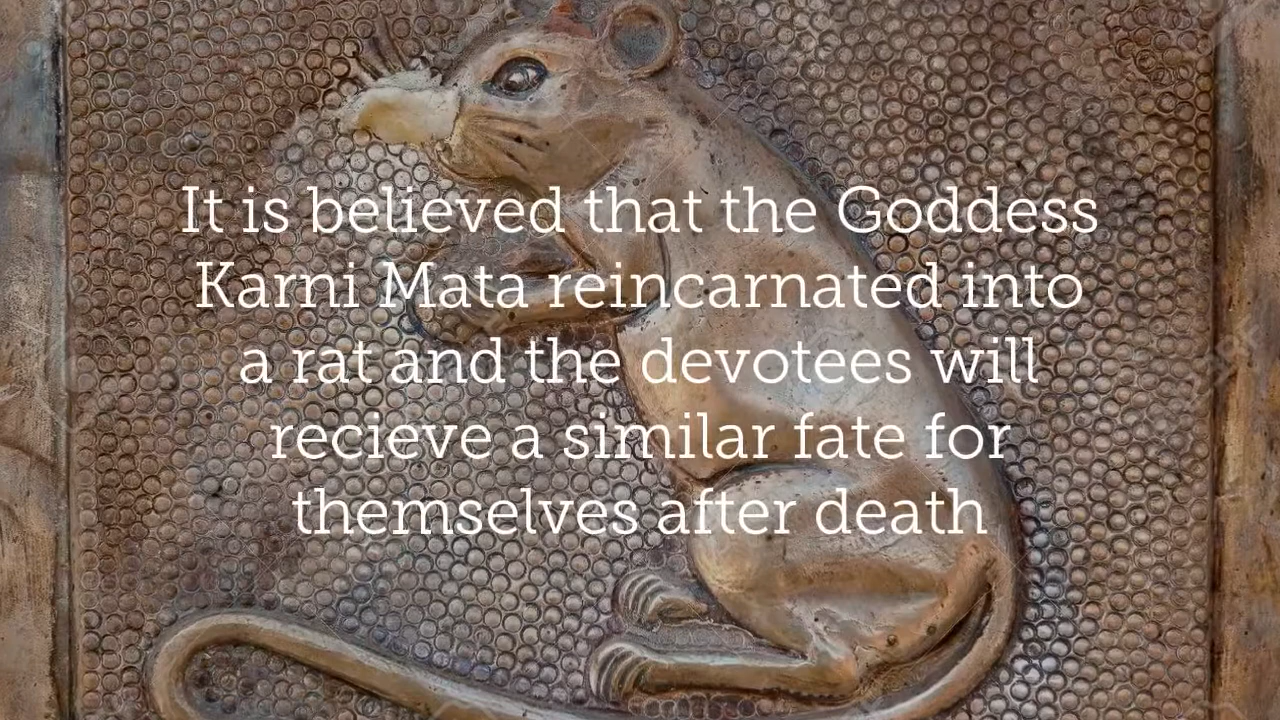 It is believed that the Goddess
Karni Mata reincarnated into
a rat and the devotees will
recieve a similar fate for
themselves after death